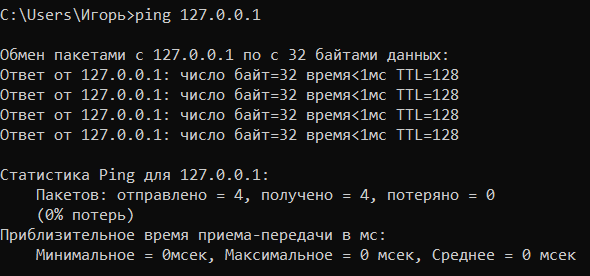 C:\Users\Игорь>ping 127.0.0.1
Обмен пакетами с 127.0.0.1 по с 32 байтами данных:
Ответ от 127.0.0.1: число байт=32 время<1мс TTL=128
Ответ от 127.0.0.1: число байт=32 время<1мс TTL=128
Ответ от 127.0.0.1: число байт=32 время<1мс TTL=128
Ответ от 127.0.0.1: число байт=32 время<1мс TTL=128
Статистика Ping для 127.0.0.1:
Пакетов: отправлено = 4, получено = 4, потеряно = 0
(0% потерь)
Приблизительное время приема-передачи в мс:
Минимальное = 0мсек, Максимальное = 0 мсек, Среднее = 0 мсек